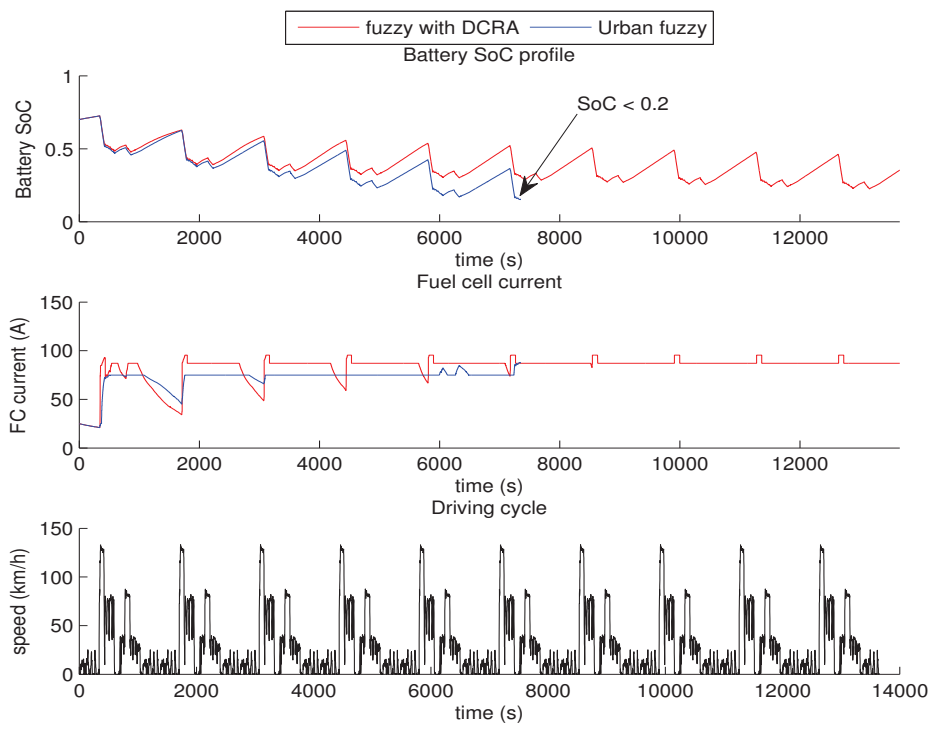 fuzzy with DCRA Urban fuzzy
Battery SoC profile
1
0.5
0
Battery SoC
SoC < 0.2
0 2000 4000 6000 8000 10000 12000
time (s)
Fuel cell current
150
100
50
0
FC current (A)
0 2000 4000 6000 8000 10000 12000
time (s)
Driving cycle
150
100
50
0
speed (km/h)
0 2000 4000 6000 8000 10000 12000 14000
time (s)